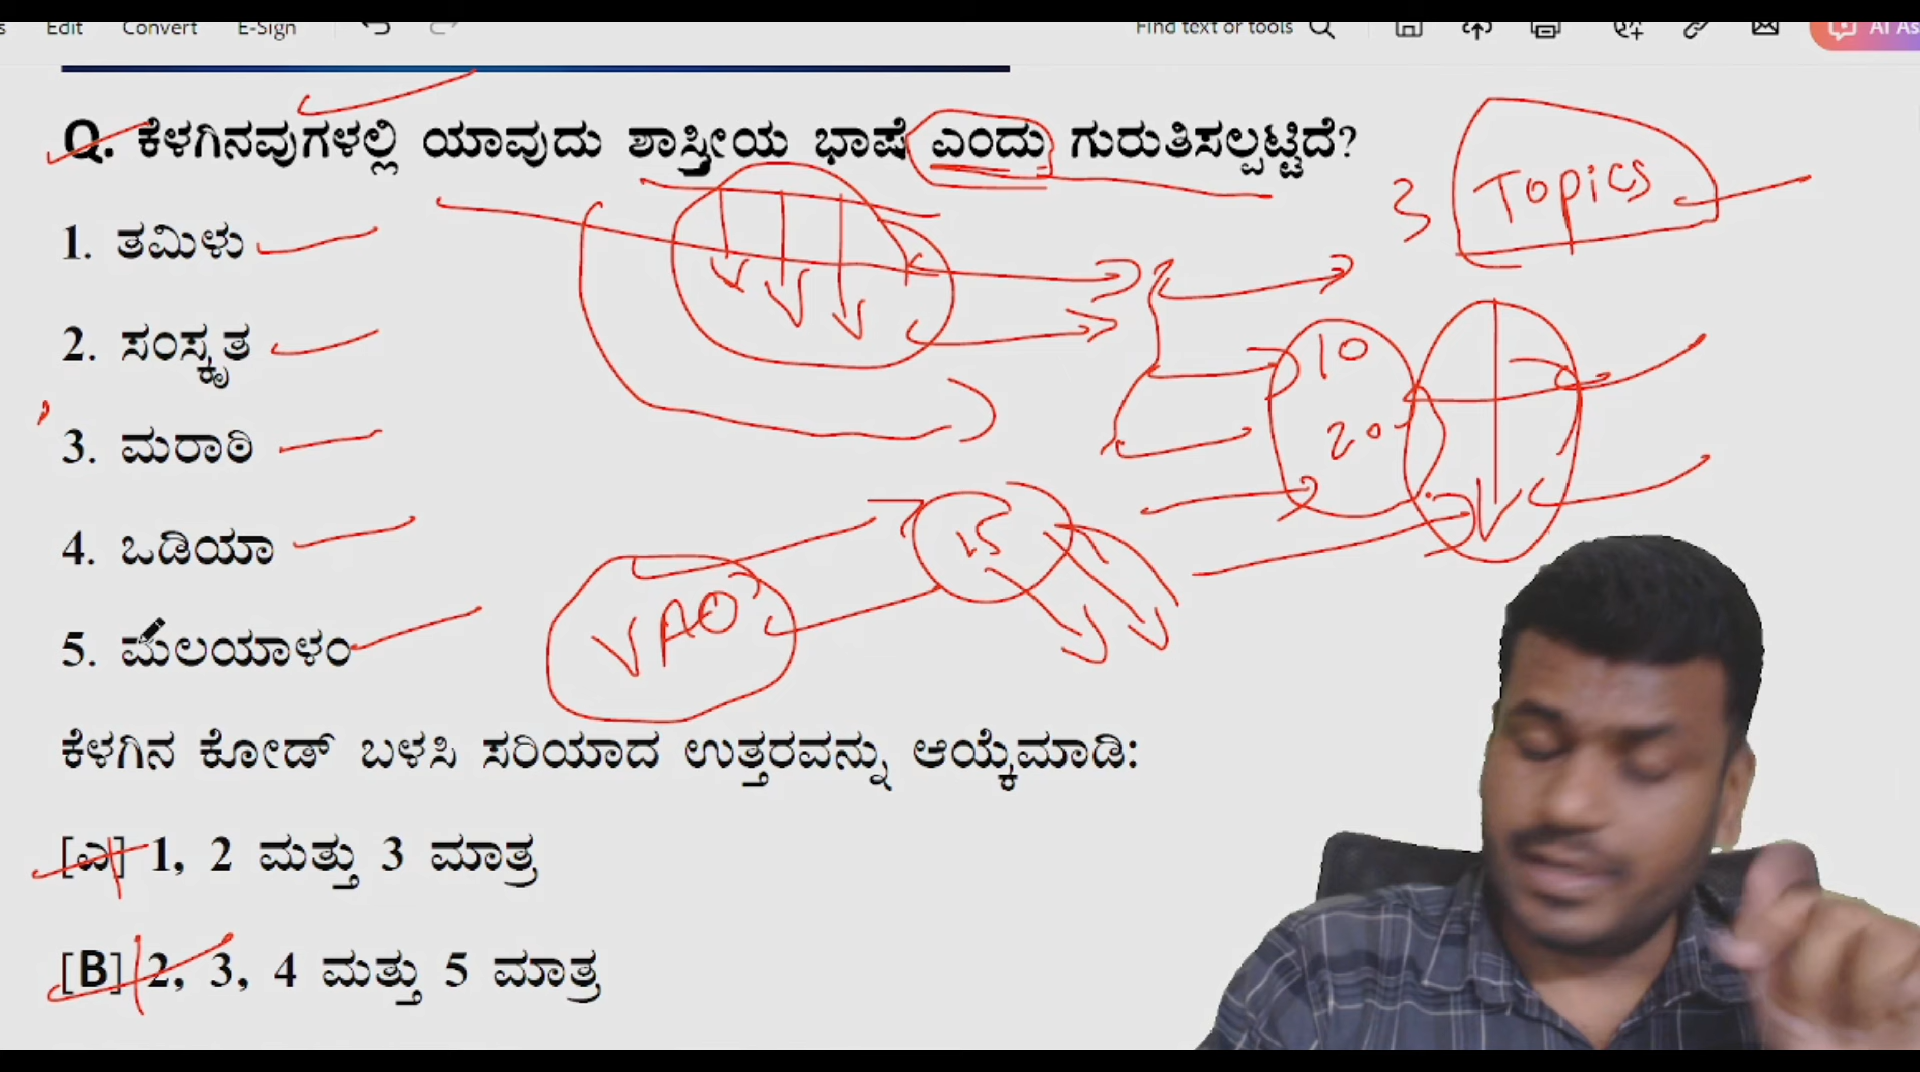 Edit Convert E-Sign Find text or tools
Q. ಕೆಳಗಿನವುಗಳಲ್ಲಿ ಯಾವುದು ಶಾಸ್ತ್ರೀಯ ಭಾಷೆ ಎಂದು ಗುರುತಿಸಲ್ಪಟ್ಟಿದೆ?
3 Topics
1. ತಮಿಳು
2. ಸಂಸ್ಕೃತ
10
3. ಮರಾಠಿ
20
4. ಒಡಿಯಾ
15
5. ಮಲಯಾಳಂ
VAO
ಕೆಳಗಿನ ಕೋಡ್ ಬಳಸಿ ಸರಿಯಾದ ಉತ್ತರವನ್ನು ಆಯ್ಕೆಮಾಡಿ:
[ಎ] 1, 2 ಮತ್ತು 3 ಮಾತ್ರ
[B] 2, 3, 4 ಮತ್ತು 5 ಮಾತ್ರ